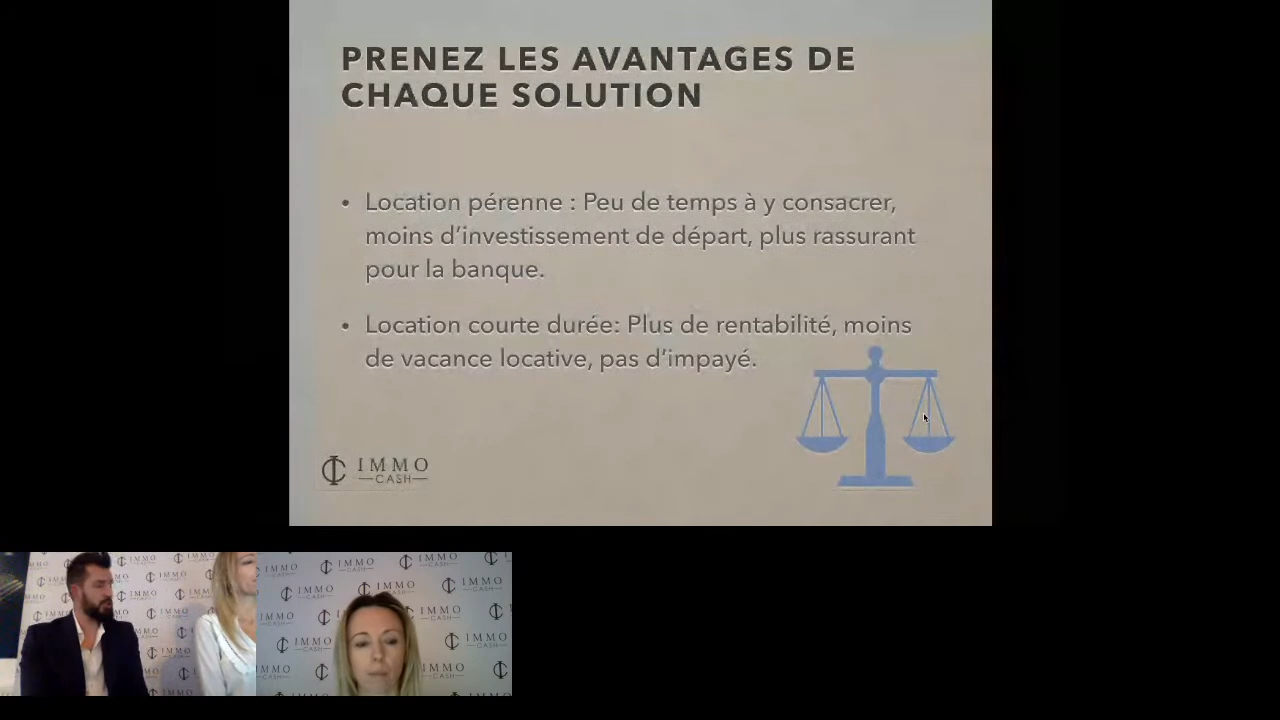 PRENEZ LES AVANTAGES DE
CHAQUE SOLUTION
• Location pérenne : Peu de temps à y consacrer,
moins d’investissement de départ, plus rassurant
pour la banque.
• Location courte durée: Plus de rentabilité, moins
de vacance locative, pas d’impayé.
IMMO
CASH